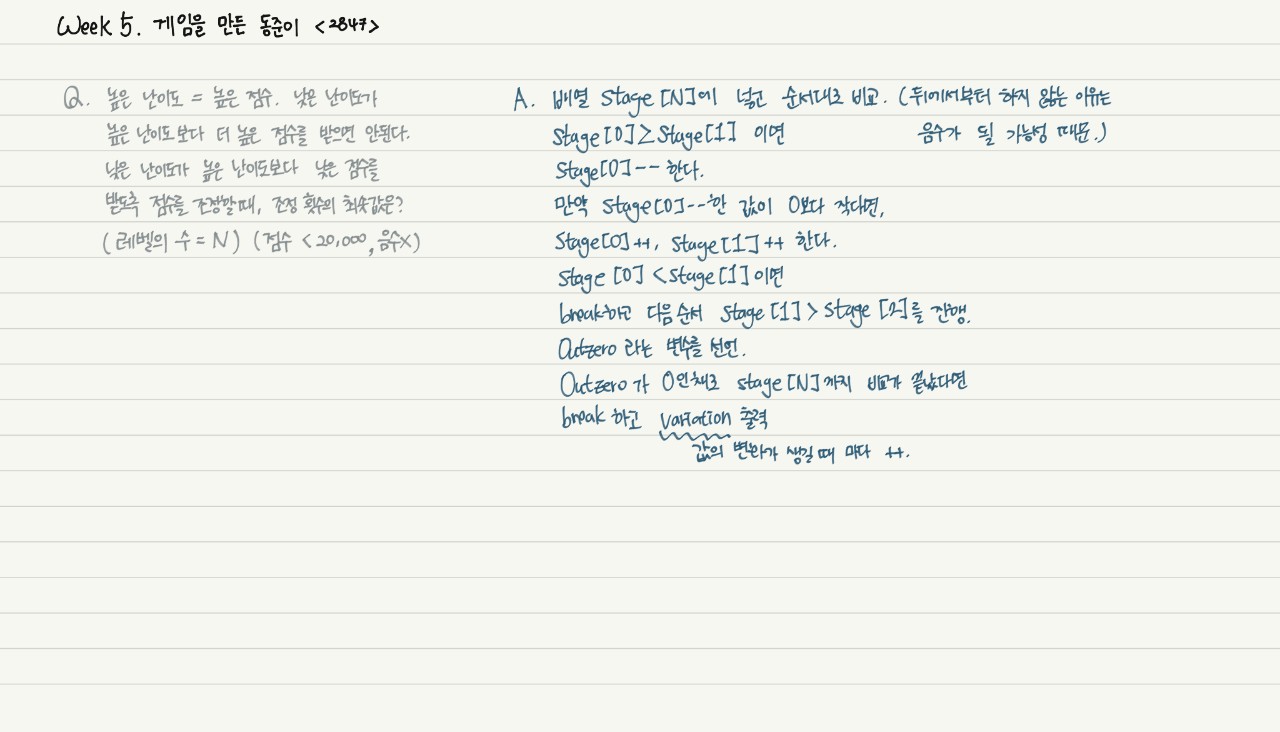 Week 5. 게임을 만든 동준이 <2847>
Q. 높은 난이도 = 높은 점수. 낮은 난이도가
높은 난이도보다 더 높은 점수를 받으면 안된다.
낮은 난이도가 높은 난이도보다 낮은 점수를
받도록 점수를 조정할 때, 조정 횟수의 최솟값은?
(레벨의 수 = N) (점수 < 20,000, 음수X)
A. 배열 Stage [N]에 넣고 순서대로 비교. (뒤에서부터 하지 않는 이유는
Stage [0] ≥ Stage [1] 이면 음수가 될 가능성 때문.)
Stage[0]-- 한다.
만약 Stage[0]--한 값이 0보다 작다면,
Stage[0]++, Stage[1]++ 한다.
Stage [0] < Stage [1] 이면
break하고 다음 순서 Stage [1] > Stage [2]를 진행.
Outzero 라는 변수를 선언.
Outzero가 0인채로 stage [N]까지 비교가 끝났다면
break 하고 variation 출력
값의 변화가 생길 때 마다 ++.